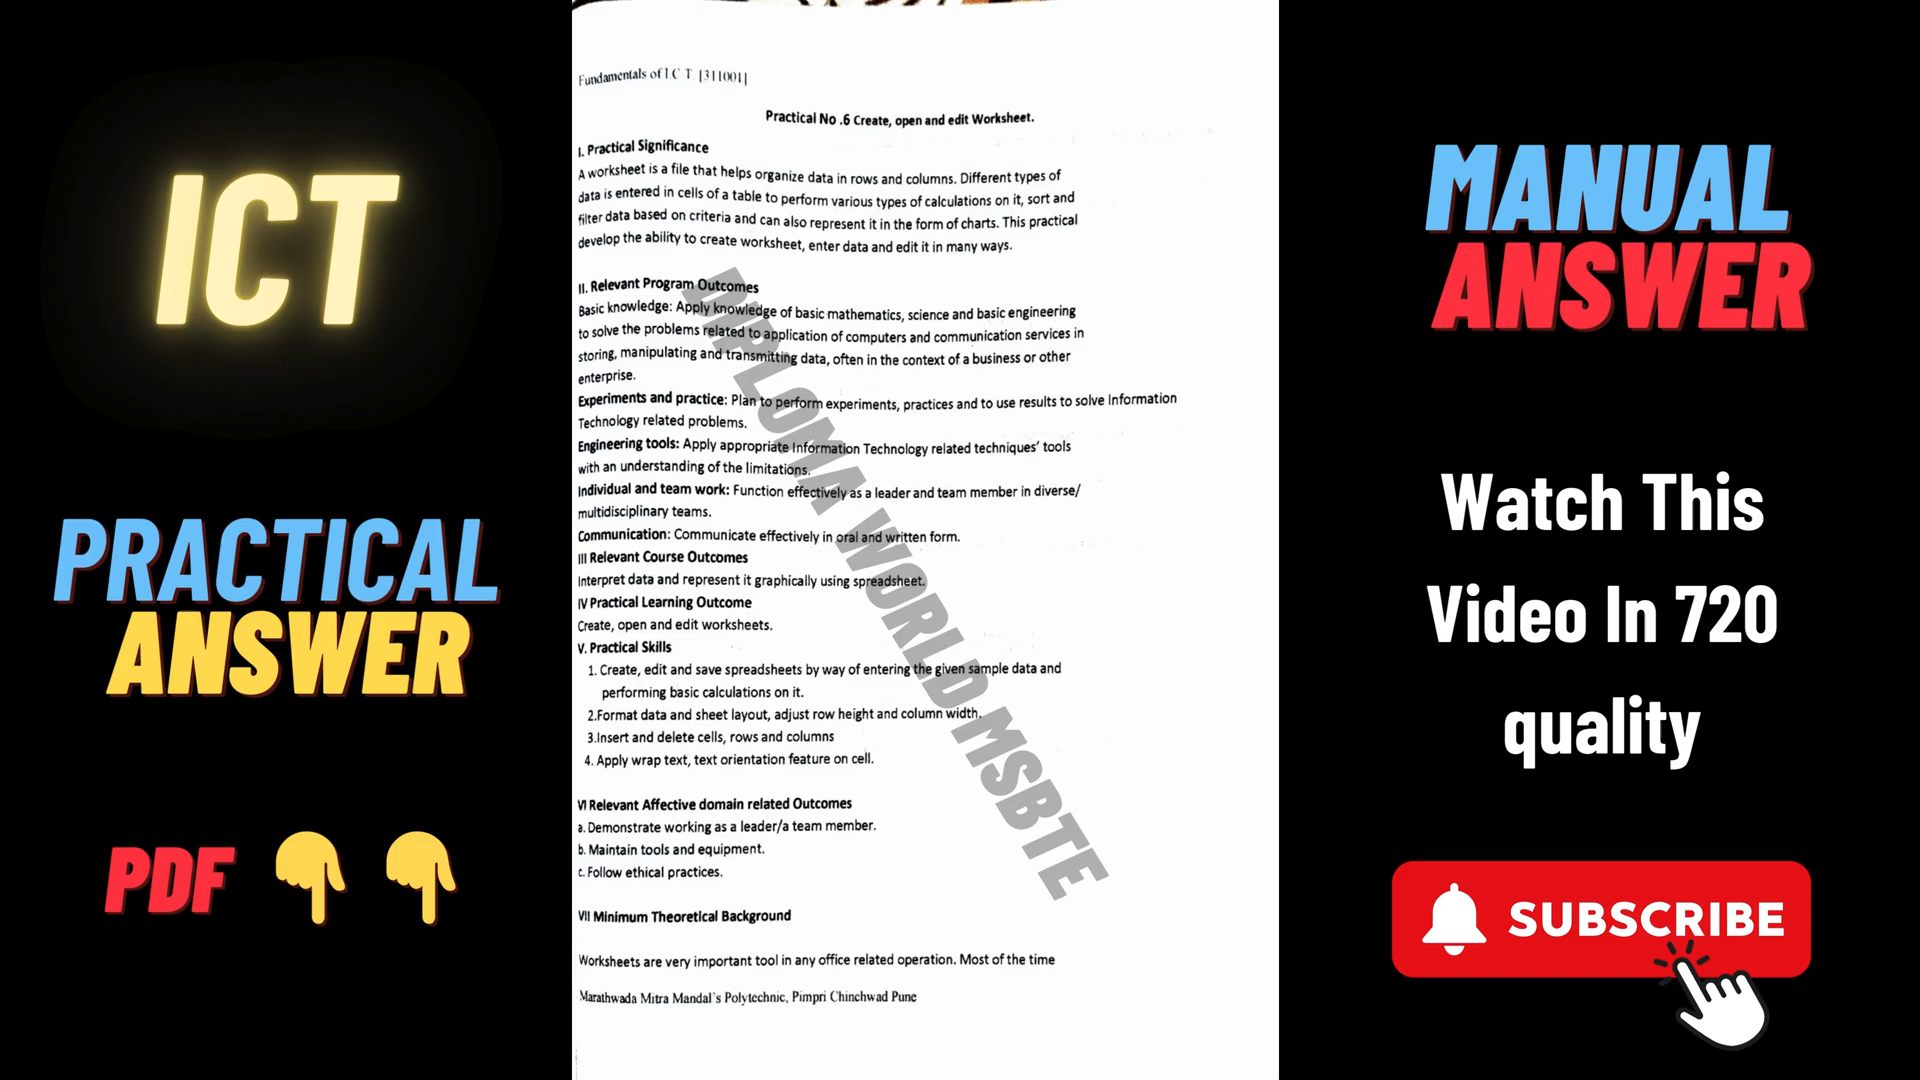 ICT
PRACTICAL
ANSWER
PDF
Fundamentals of I.C T. [311001]
Practical No .6 Create, open and edit Worksheet.
I. Practical Significance
A worksheet is a file that helps organize data in rows and columns. Different types of
data is entered in cells of a table to perform various types of calculations on it, sort and
filter data based on criteria and can also represent it in the form of charts. This practical
develop the ability to create worksheet, enter data and edit it in many ways.
II. Relevant Program Outcomes
Basic knowledge: Apply knowledge of basic mathematics, science and basic engineering
to solve the problems related to application of computers and communication services in
storing, manipulating and transmitting data, often in the context of a business or other
enterprise.
Experiments and practice: Plan to perform experiments, practices and to use results to solve Information
Technology related problems.
Engineering tools: Apply appropriate Information Technology related techniques' tools
with an understanding of the limitations.
Individual and team work: Function effectively as a leader and team member in diverse/
multidisciplinary teams.
Communication: Communicate effectively in oral and written form.
III Relevant Course Outcomes
Interpret data and represent it graphically using spreadsheet.
IV Practical Learning Outcome
Create, open and edit worksheets.
V. Practical Skills
1. Create, edit and save spreadsheets by way of entering the given sample data and
performing basic calculations on it.
2.Format data and sheet layout, adjust row height and column width.
3.Insert and delete cells, rows and columns
4. Apply wrap text, text orientation feature on cell.
VI Relevant Affective domain related Outcomes
a. Demonstrate working as a leader/a team member.
b. Maintain tools and equipment.
c. Follow ethical practices.
VII Minimum Theoretical Background
Worksheets are very important tool in any office related operation. Most of the time
Marathwada Mitra Mandal's Polytechnic, Pimpri Chinchwad Pune
DIPLOMA WORLD MSBTE
MANUAL
ANSWER
Watch This
Video In 720
quality
SUBSCRIBE